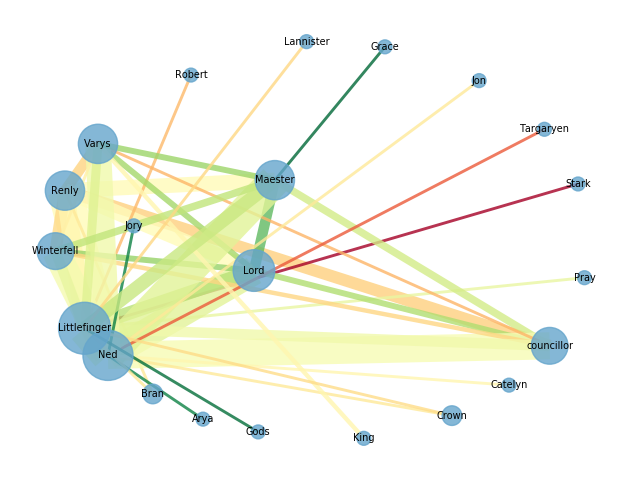 Lannister
Grace
Robert
Jon
Targaryen
Varys
Maester
Stark
Renly
Jory
Winterfell
Lord
Pray
Littlefinger
councillor
Ned
Catelyn
Bran
Crown
Arya
Gods
King